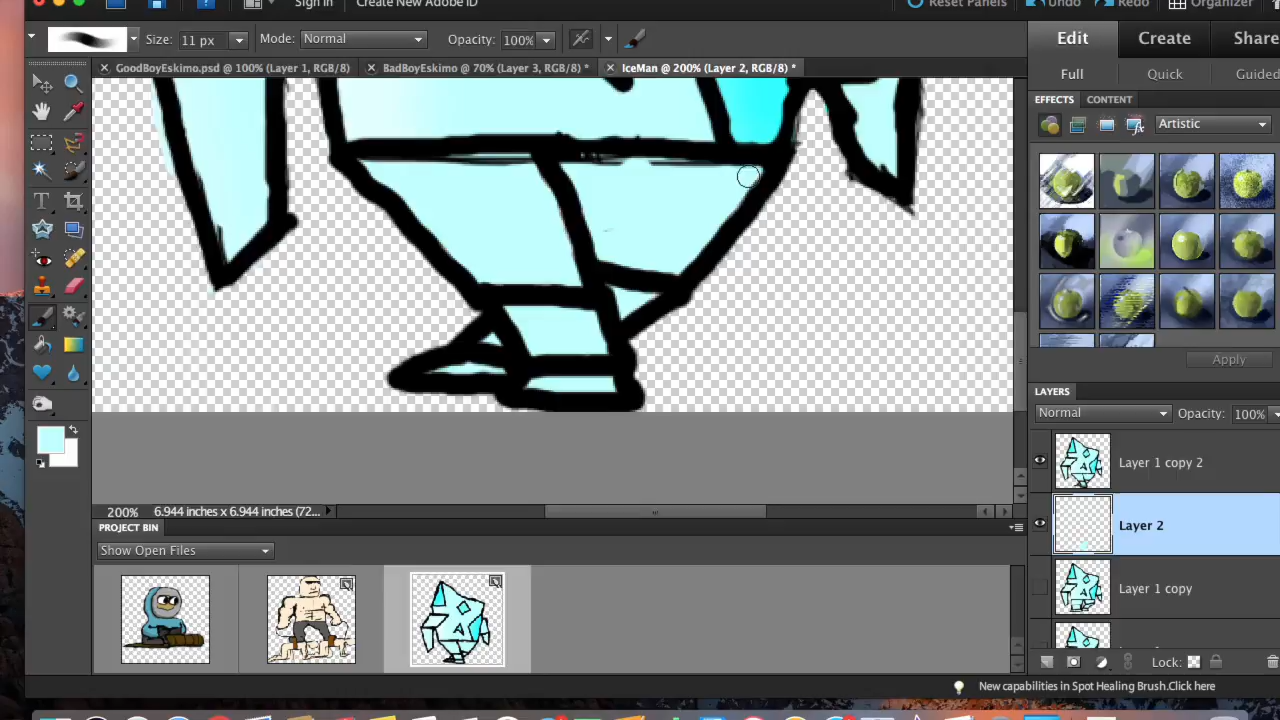 Sign In Create New Adobe ID Reset Panels Undo Redo Organizer
Size: 11 px Mode: Normal Opacity: 100%
Edit Create Share
GoodBoyEskimo.psd @ 100% (Layer 1, RGB/8) BadBoyEskimo @ 70% (Layer 3, RGB/8) * IceMan @ 200% (Layer 2, RGB/8) *
Full Quick Guided
EFFECTS CONTENT
Artistic
Apply
LAYERS
Normal Opacity: 100%
Layer 1 copy 2
200% 6.944 inches x 6.944 inches (72...
PROJECT BIN
Layer 2
Show Open Files
Layer 1 copy
Lock:
New capabilities in Spot Healing Brush.Click here